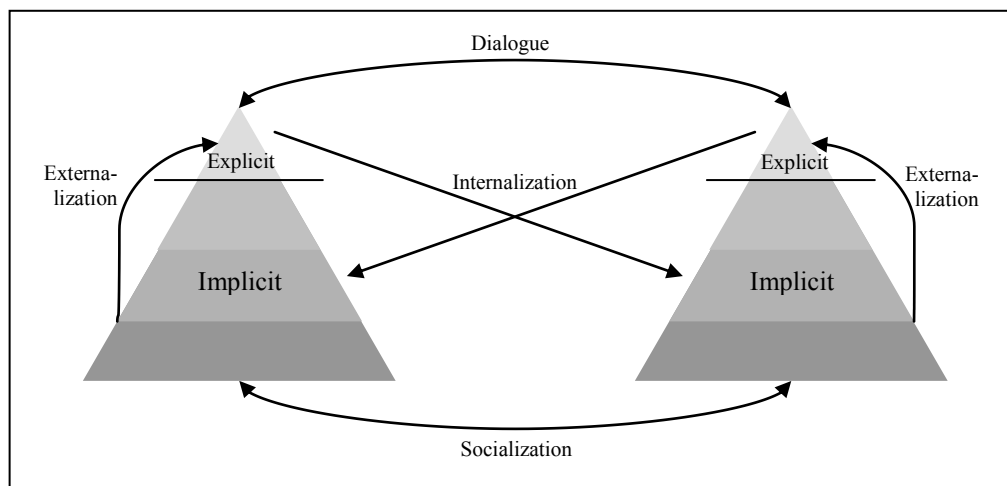 Dialogue
Explicit
Explicit
Externa-
lization
Internalization
Externa-
lization
Implicit
Implicit
Socialization